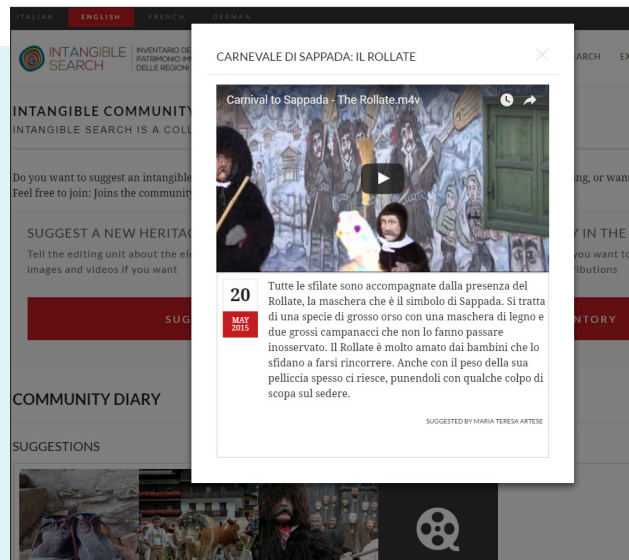 ITALIAN ENGLISH FRENCH GERMAN
INTANGIBLE SEARCH
INVENTARIO DE
PATRIMONIO IM
DELLE REGIONI
ARCH EX
INTANGIBLE COMMUNITY
INTANGIBLE SEARCH IS A COLL
Do you want to suggest an intangible
ing, or want
Feel free to join: Joins the community
SUGGEST A NEW HERITAG
Y IN THE
Tell the editing unit about the ele
you want to
images and videos if you want
ributions
SUG
NTORY
COMMUNITY DIARY
SUGGESTIONS
CARNEVALE DI SAPPADA: IL ROLLATE
Carnival to Sappada - The Rollate.m4v
20
MAY
2015
Tutte le sfilate sono accompagnate dalla presenza del
Rollate, la maschera che è il simbolo di Sappada. Si tratta
di una specie di grosso orso con una maschera di legno e
due grossi campanacci che non lo fanno passare
inosservato. Il Rollate è molto amato dai bambini che lo
sfidano a farsi rincorrere. Anche con il peso della sua
pelliccia spesso ci riesce, punendoli con qualche colpo di
scopa sul sedere.
SUGGESTED BY MARIA TERESA ARTESE